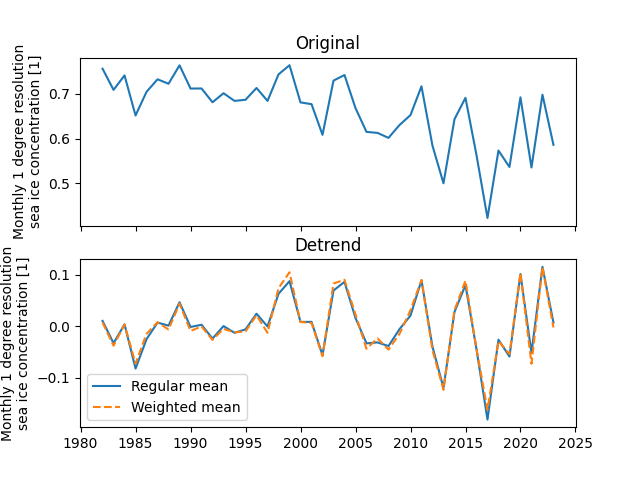 Original
Monthly 1 degree resolution
sea ice concentration [1]
0.7
0.6
0.5
Detrend
Monthly 1 degree resolution
sea ice concentration [1]
0.1
0.0
−0.1
Regular mean
Weighted mean
1980 1985 1990 1995 2000 2005 2010 2015 2020 2025